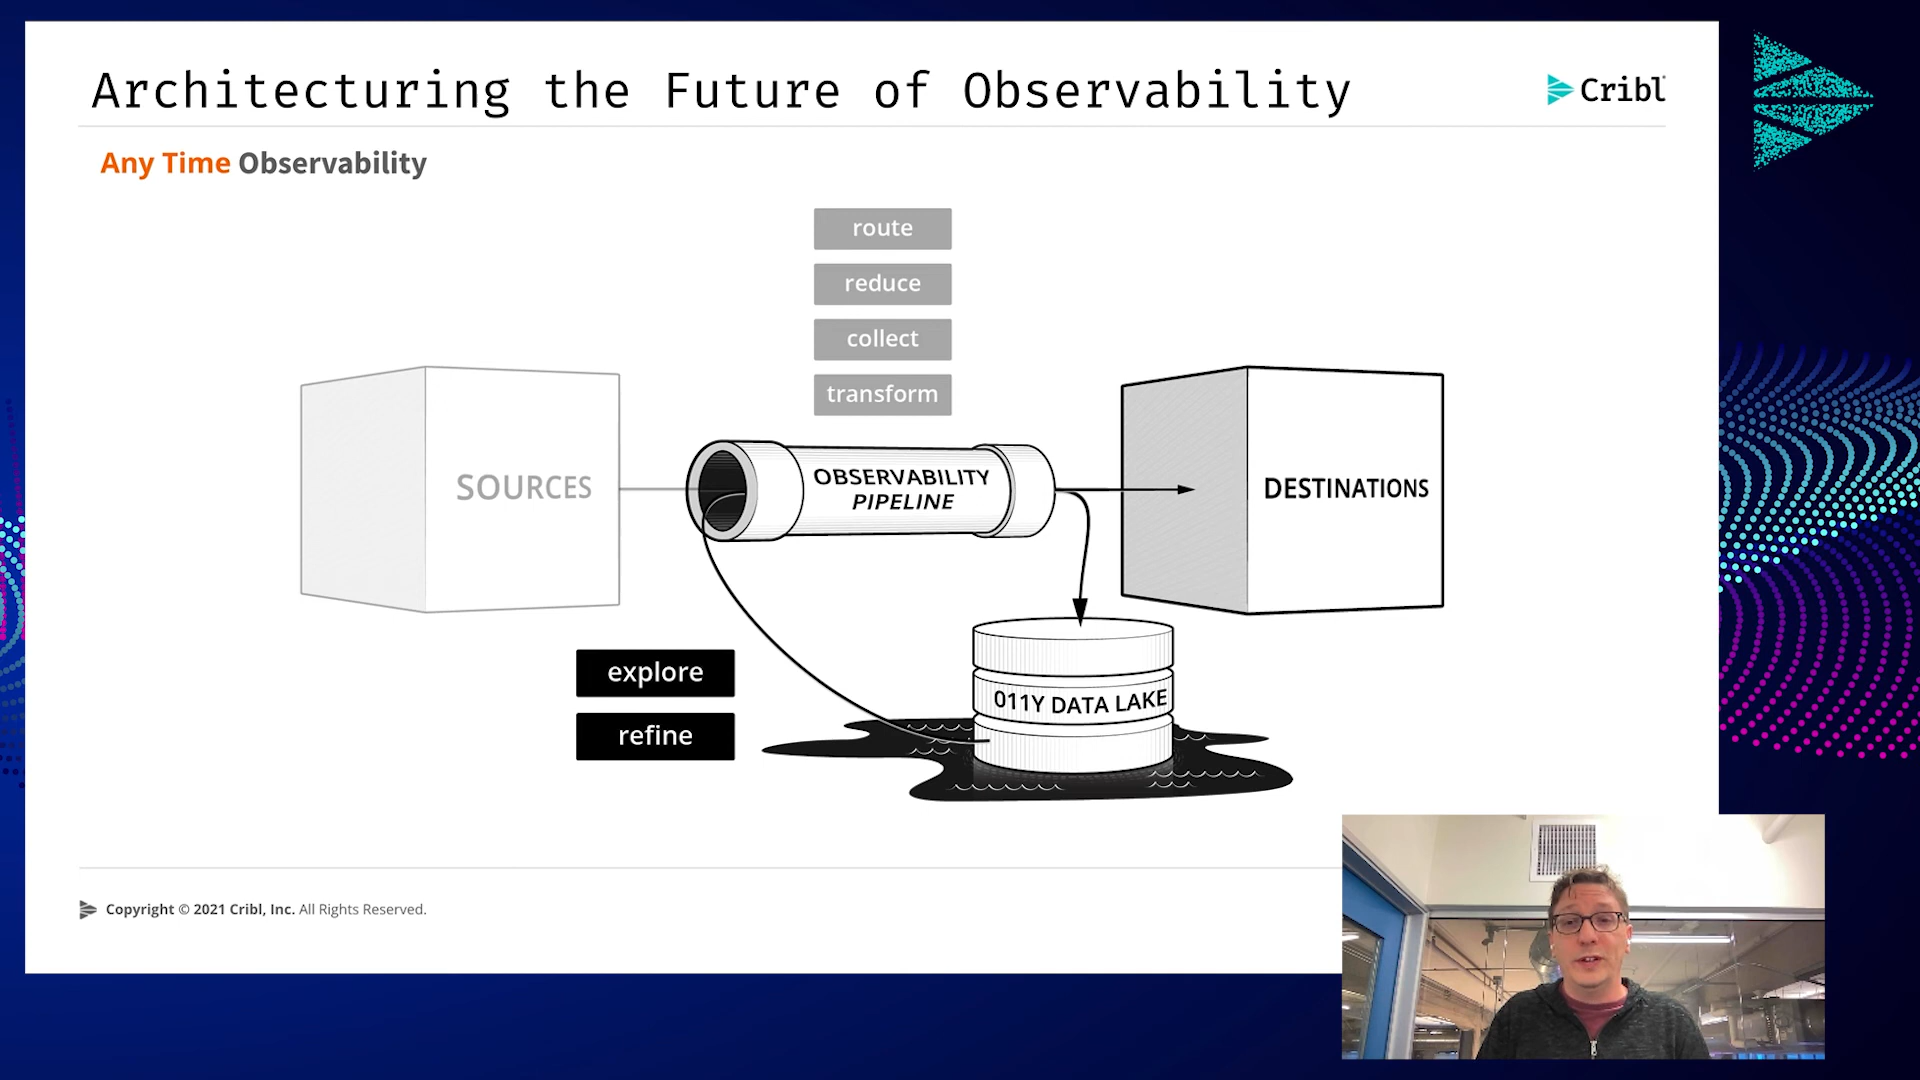 Architecturing the Future of Observability
Cribl
Any Time Observability
route
reduce
collect
transform
SOURCES
OBSERVABILITY
PIPELINE
DESTINATIONS
explore
refine
011Y DATA LAKE
Copyright © 2021 Cribl, Inc. All Rights Reserved.